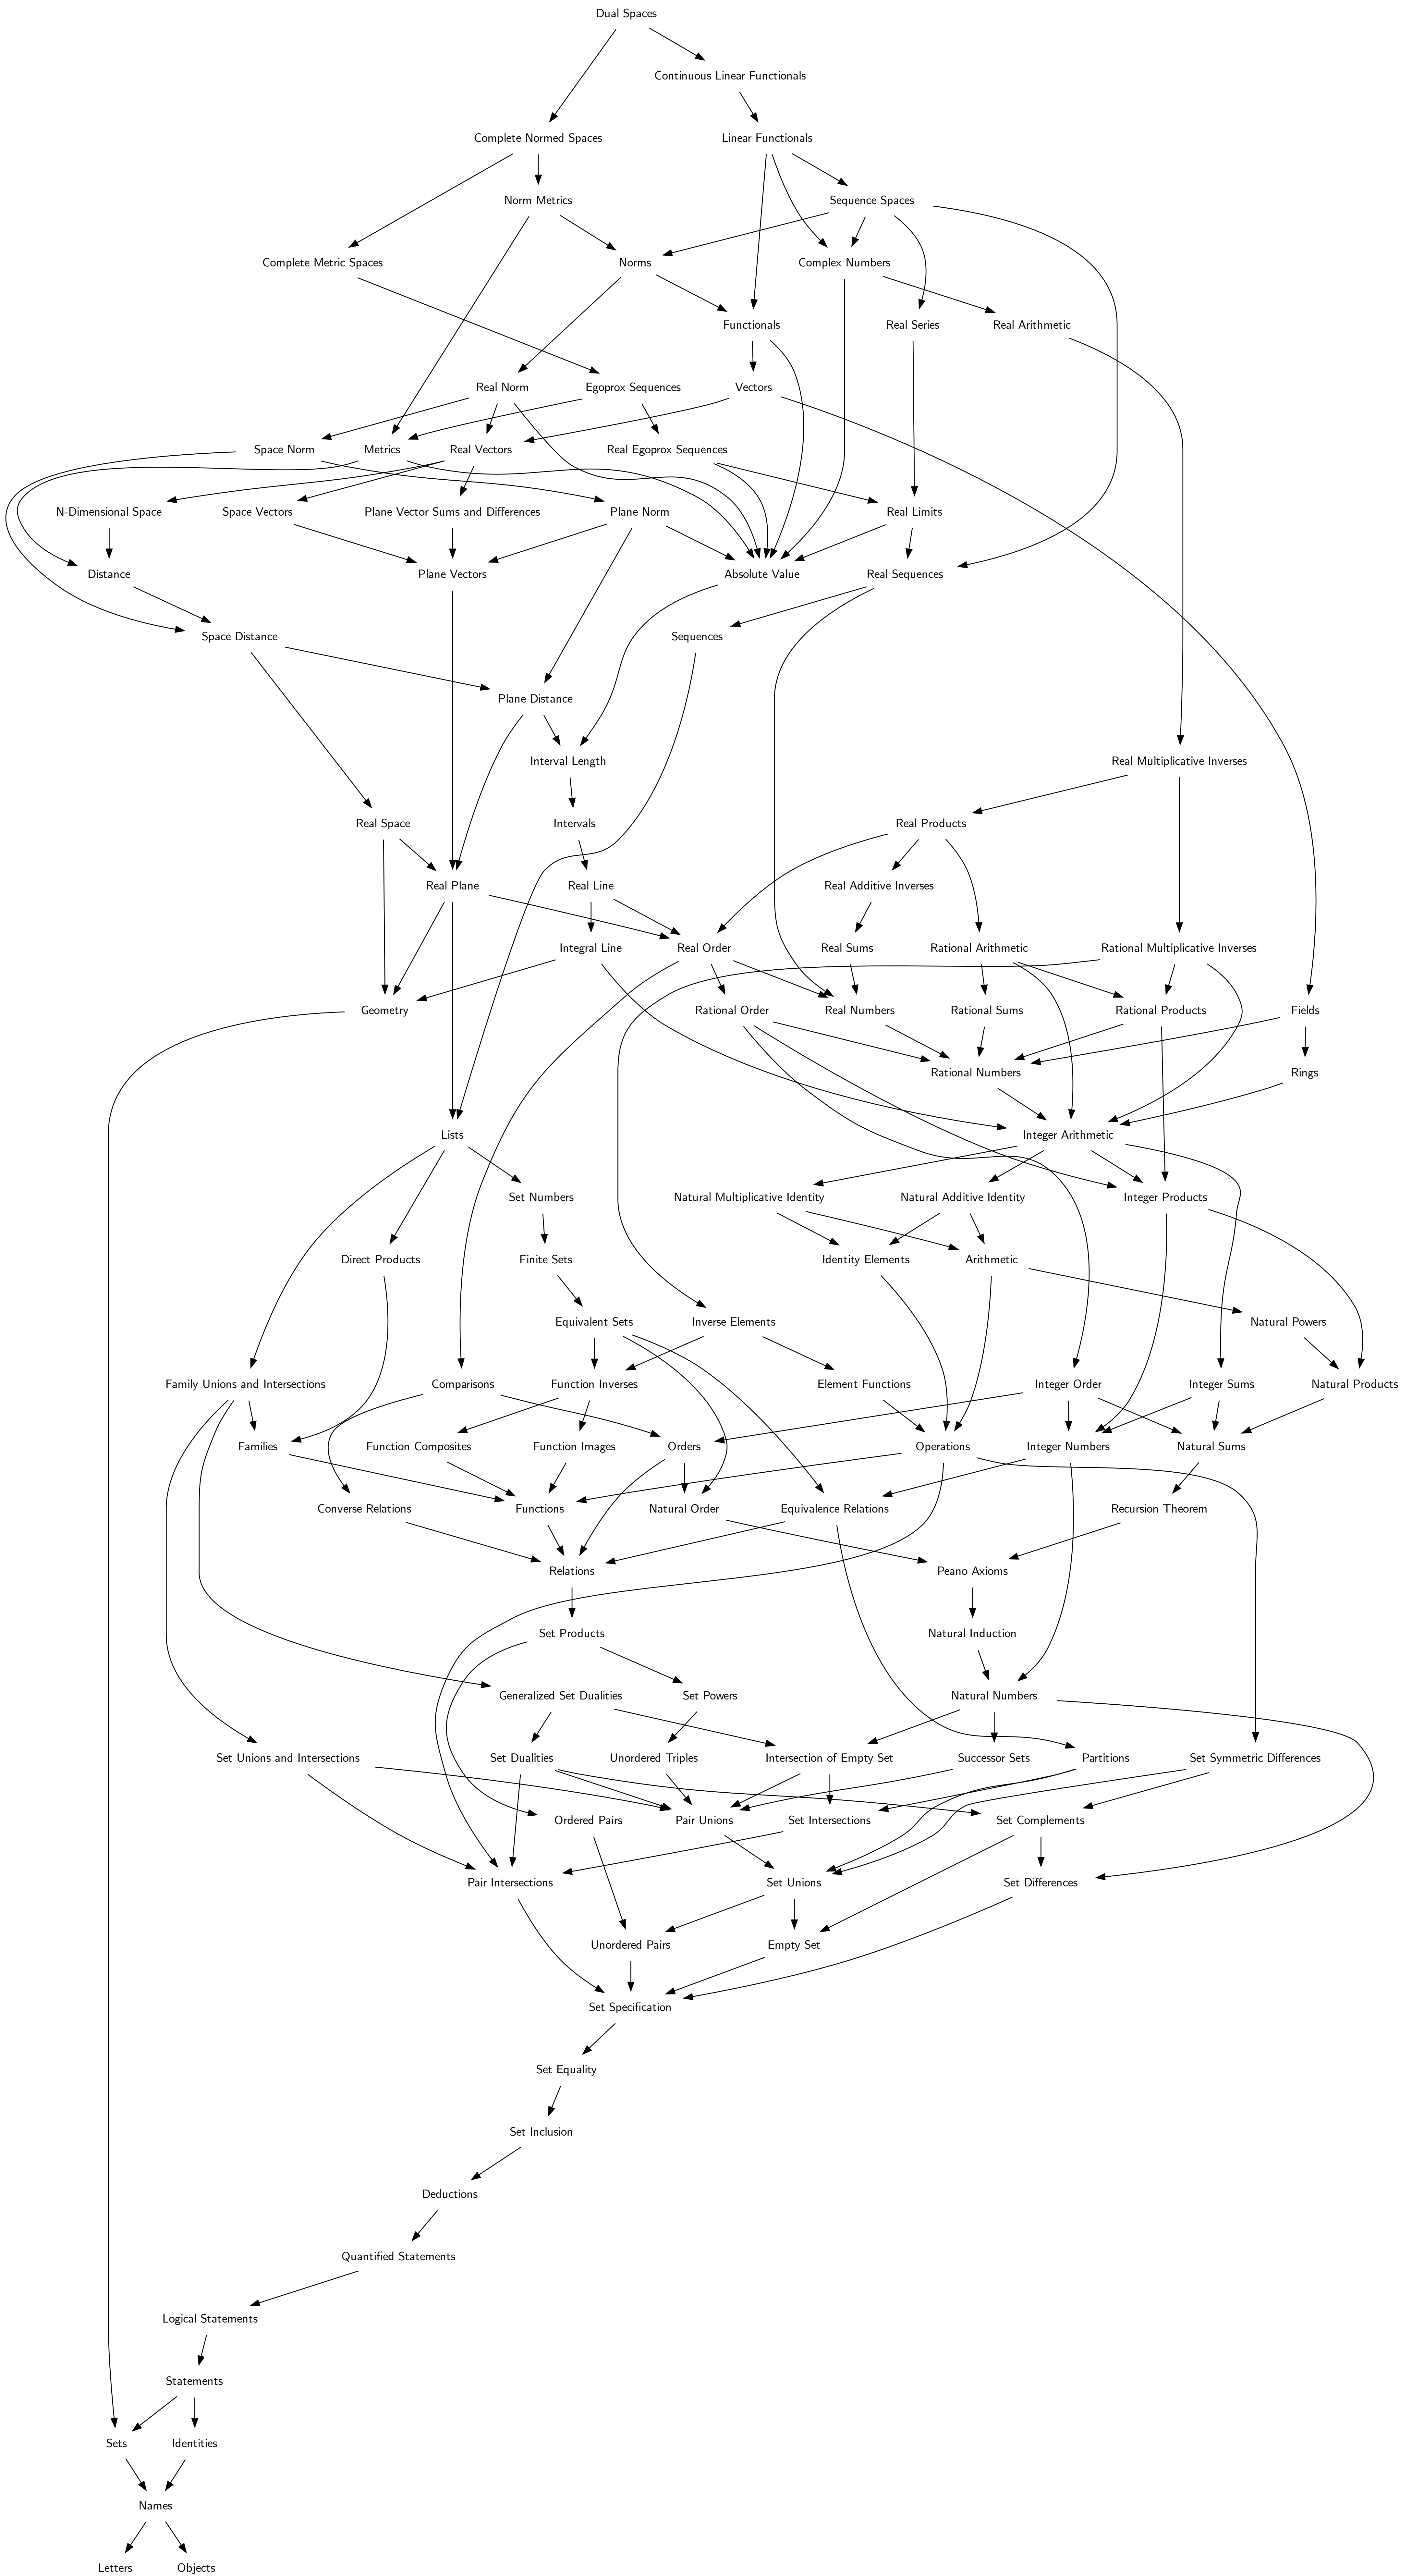 Dual Spaces
Continuous Linear Functionals
Complete Normed Spaces
Linear Functionals
Norm Metrics
Sequence Spaces
Complete Metric Spaces
Norms
Complex Numbers
Functionals
Real Series
Real Arithmetic
Real Norm
Egoprox Sequences
Vectors
Space Norm
Metrics
Real Vectors
Real Egoprox Sequences
N-Dimensional Space
Space Vectors
Plane Vector Sums and Differences
Plane Norm
Real Limits
Distance
Plane Vectors
Absolute Value
Real Sequences
Space Distance
Sequences
Plane Distance
Interval Length
Real Multiplicative Inverses
Real Space
Intervals
Real Products
Real Plane
Real Line
Real Additive Inverses
Integral Line
Real Order
Real Sums
Rational Arithmetic
Rational Multiplicative Inverses
Geometry
Rational Order
Real Numbers
Rational Sums
Rational Products
Fields
Rational Numbers
Rings
Lists
Integer Arithmetic
Set Numbers
Natural Multiplicative Identity
Natural Additive Identity
Integer Products
Direct Products
Finite Sets
Identity Elements
Arithmetic
Equivalent Sets
Inverse Elements
Natural Powers
Family Unions and Intersections
Comparisons
Function Inverses
Element Functions
Integer Order
Integer Sums
Natural Products
Families
Function Composites
Function Images
Orders
Operations
Integer Numbers
Natural Sums
Converse Relations
Functions
Natural Order
Equivalence Relations
Recursion Theorem
Relations
Peano Axioms
Set Products
Natural Induction
Generalized Set Dualities
Set Powers
Natural Numbers
Set Unions and Intersections
Set Dualities
Unordered Triples
Intersection of Empty Set
Successor Sets
Partitions
Set Symmetric Differences
Ordered Pairs
Pair Unions
Set Intersections
Set Complements
Pair Intersections
Set Unions
Set Differences
Unordered Pairs
Empty Set
Set Specification
Set Equality
Set Inclusion
Deductions
Quantified Statements
Logical Statements
Statements
Sets
Identities
Names
Letters
Objects